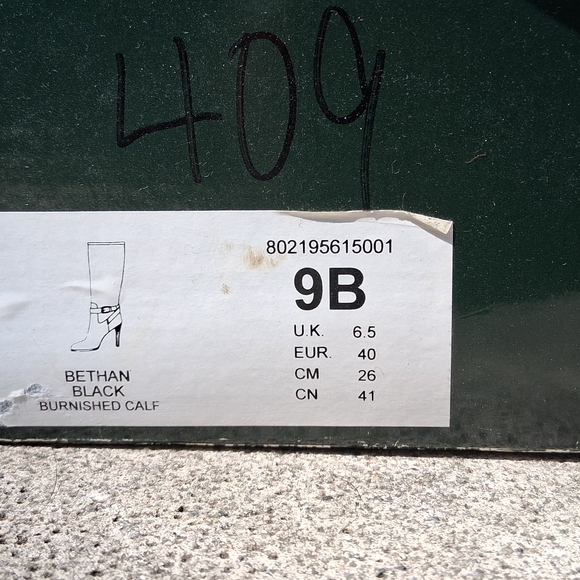 409
802195615001
9B
U.K. 6.5
EUR. 40
CM 26
CN 41
BETHAN
BLACK
BURNISHED CALF